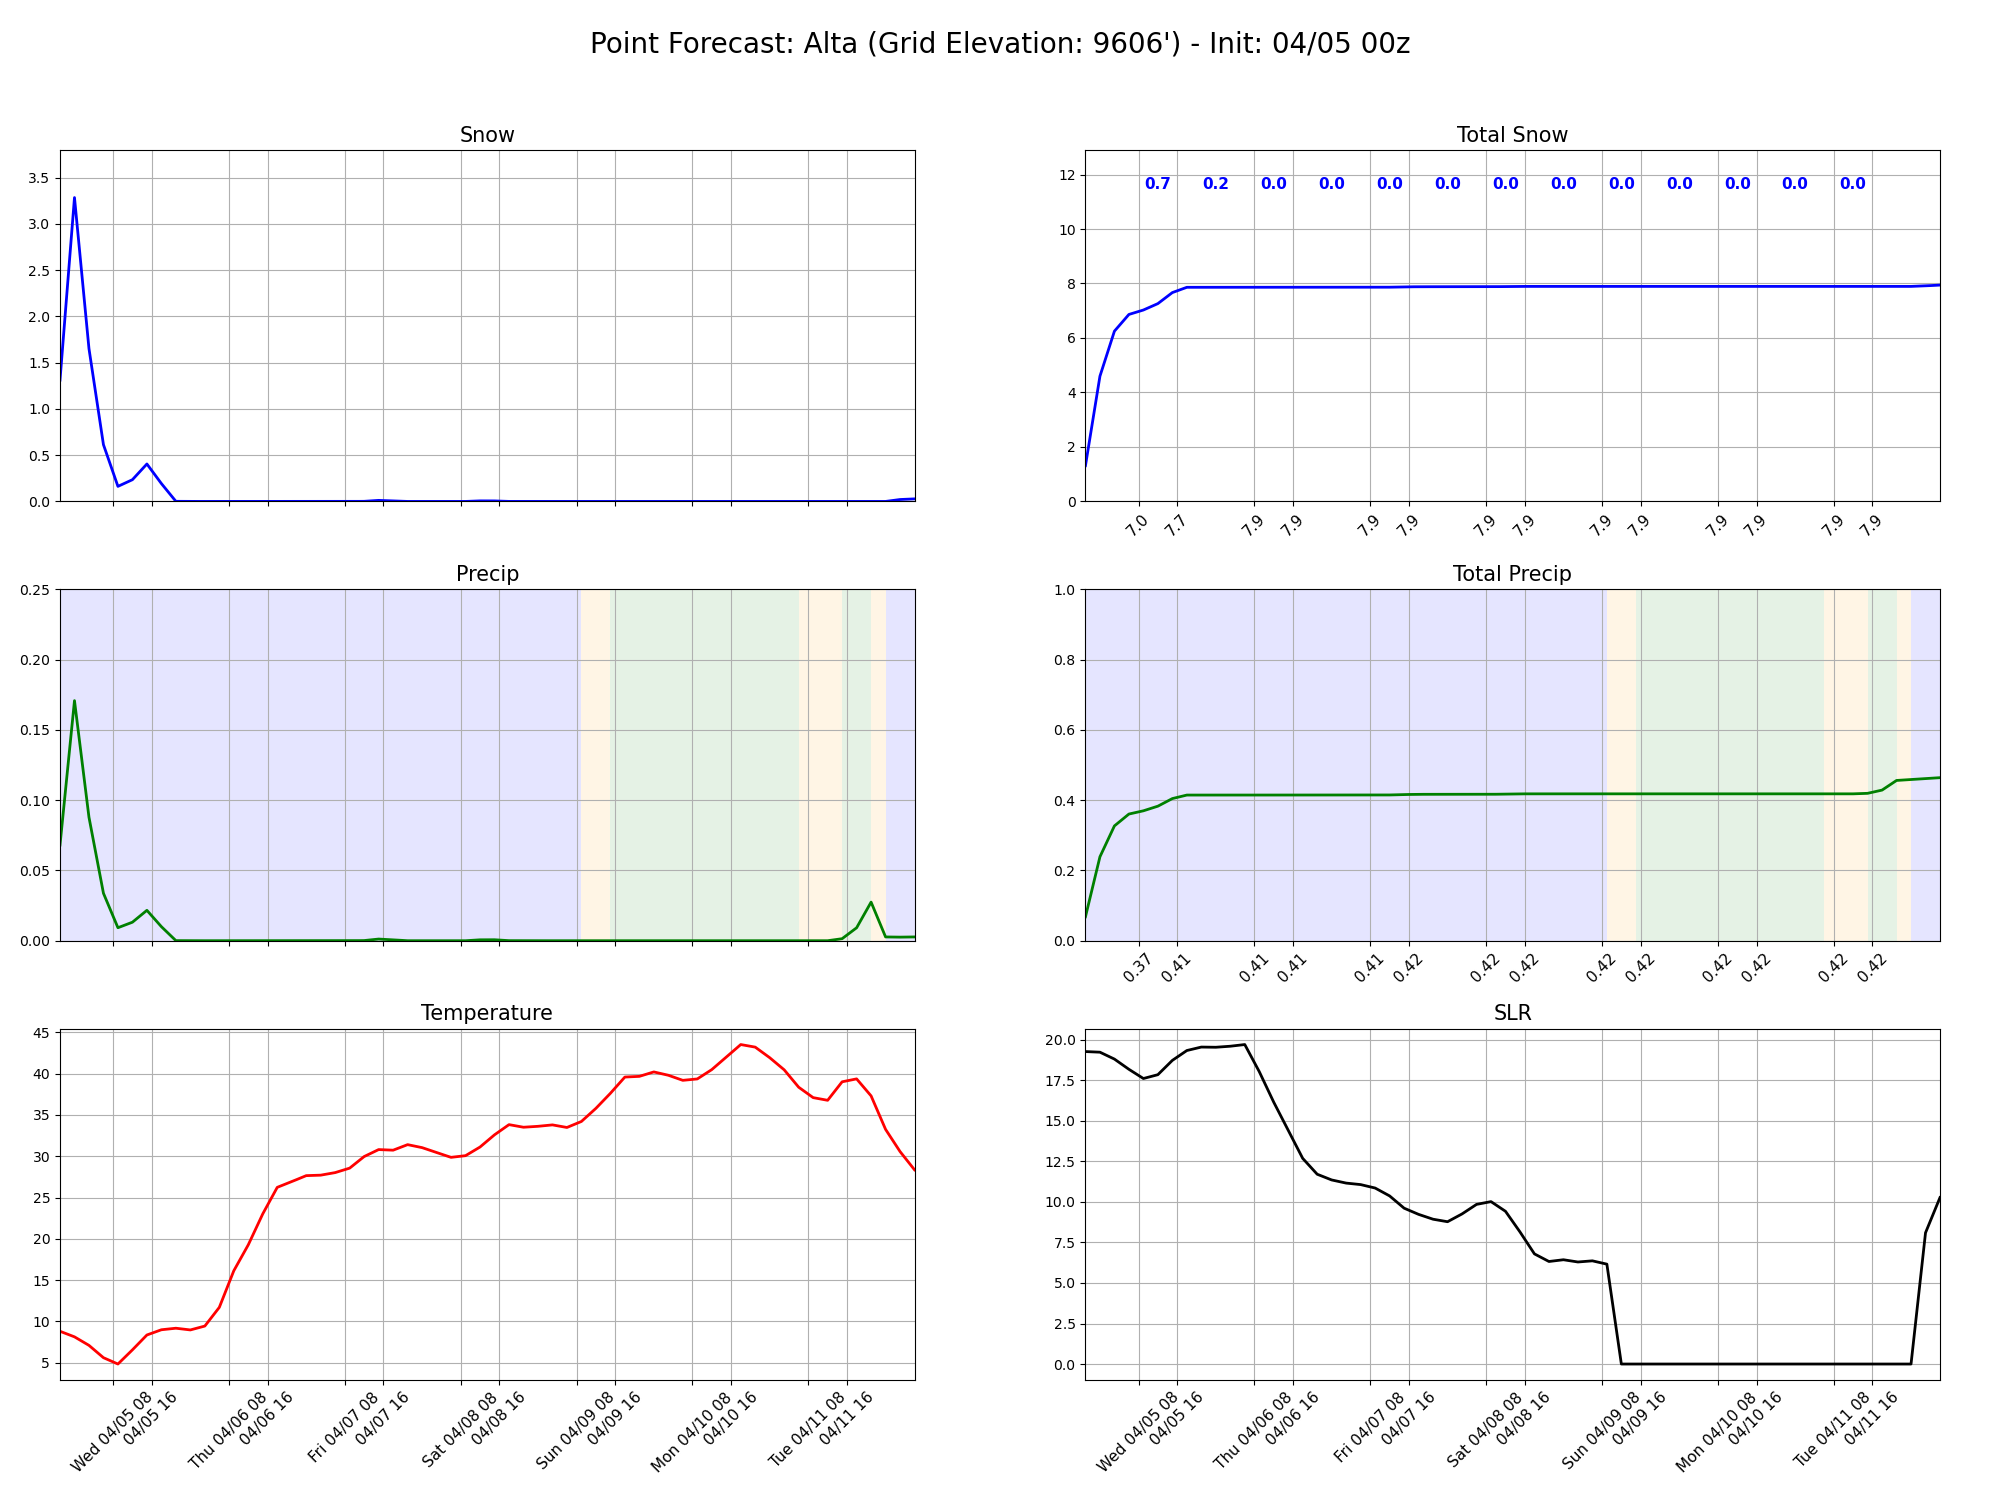 Point Forecast: Alta (Grid Elevation: 9606') - Init: 04/05 00z
Snow
3.5
3.0
2.5
2.0
1.5
1.0
0.5
0.0
Total Snow
0.7 0.2 0.0 0.0 0.0 0.0 0.0 0.0 0.0 0.0 0.0 0.0 0.0
12
10
8
6
4
2
0
7.0 7.7 7.9 7.9 7.9 7.9 7.9 7.9 7.9 7.9 7.9 7.9 7.9 7.9
Precip
0.25
0.20
0.15
0.10
0.05
0.00
Total Precip
1.0
0.8
0.6
0.4
0.2
0.0
0.37 0.41 0.41 0.41 0.41 0.42 0.42 0.42 0.42 0.42 0.42 0.42 0.42 0.42
Temperature
45
40
35
30
25
20
15
10
5
Wed 04/05 08
04/05 16
Thu 04/06 08
04/06 16
Fri 04/07 08
04/07 16
Sat 04/08 08
04/08 16
Sun 04/09 08
04/09 16
Mon 04/10 08
04/10 16
Tue 04/11 08
04/11 16
SLR
20.0
17.5
15.0
12.5
10.0
7.5
5.0
2.5
0.0
Wed 04/05 08
04/05 16
Thu 04/06 08
04/06 16
Fri 04/07 08
04/07 16
Sat 04/08 08
04/08 16
Sun 04/09 08
04/09 16
Mon 04/10 08
04/10 16
Tue 04/11 08
04/11 16